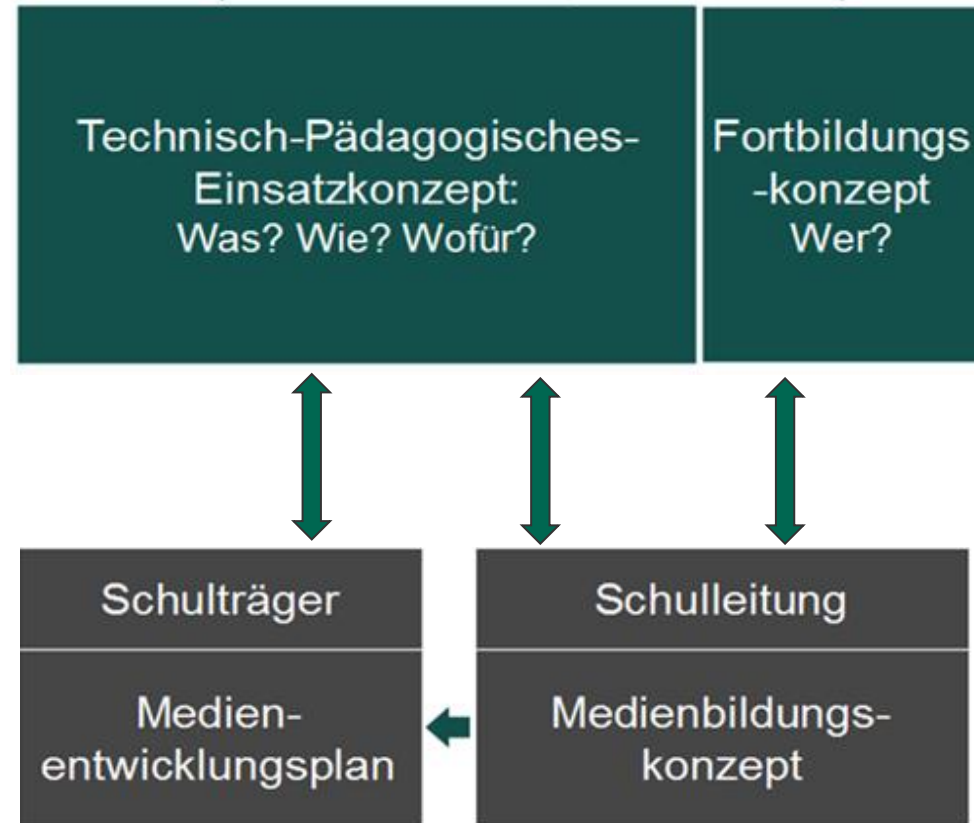 Technisch-Pädagogisches-
Einsatzkonzept:
Was? Wie? Wofür?
Fortbildungs
-konzept
Wer?
Schulträger
Medien-
entwicklungsplan
Schulleitung
Medienbildungs-
konzept